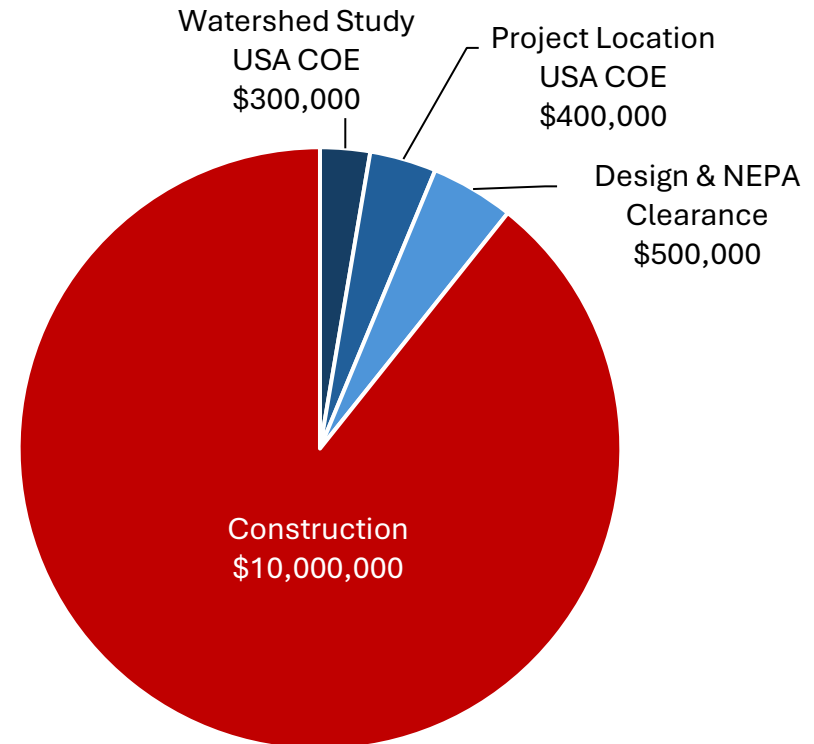 Watershed Study
USA COE
$300,000
Project Location
USA COE
$400,000
Design & NEPA
Clearance
$500,000
Construction
$10,000,000